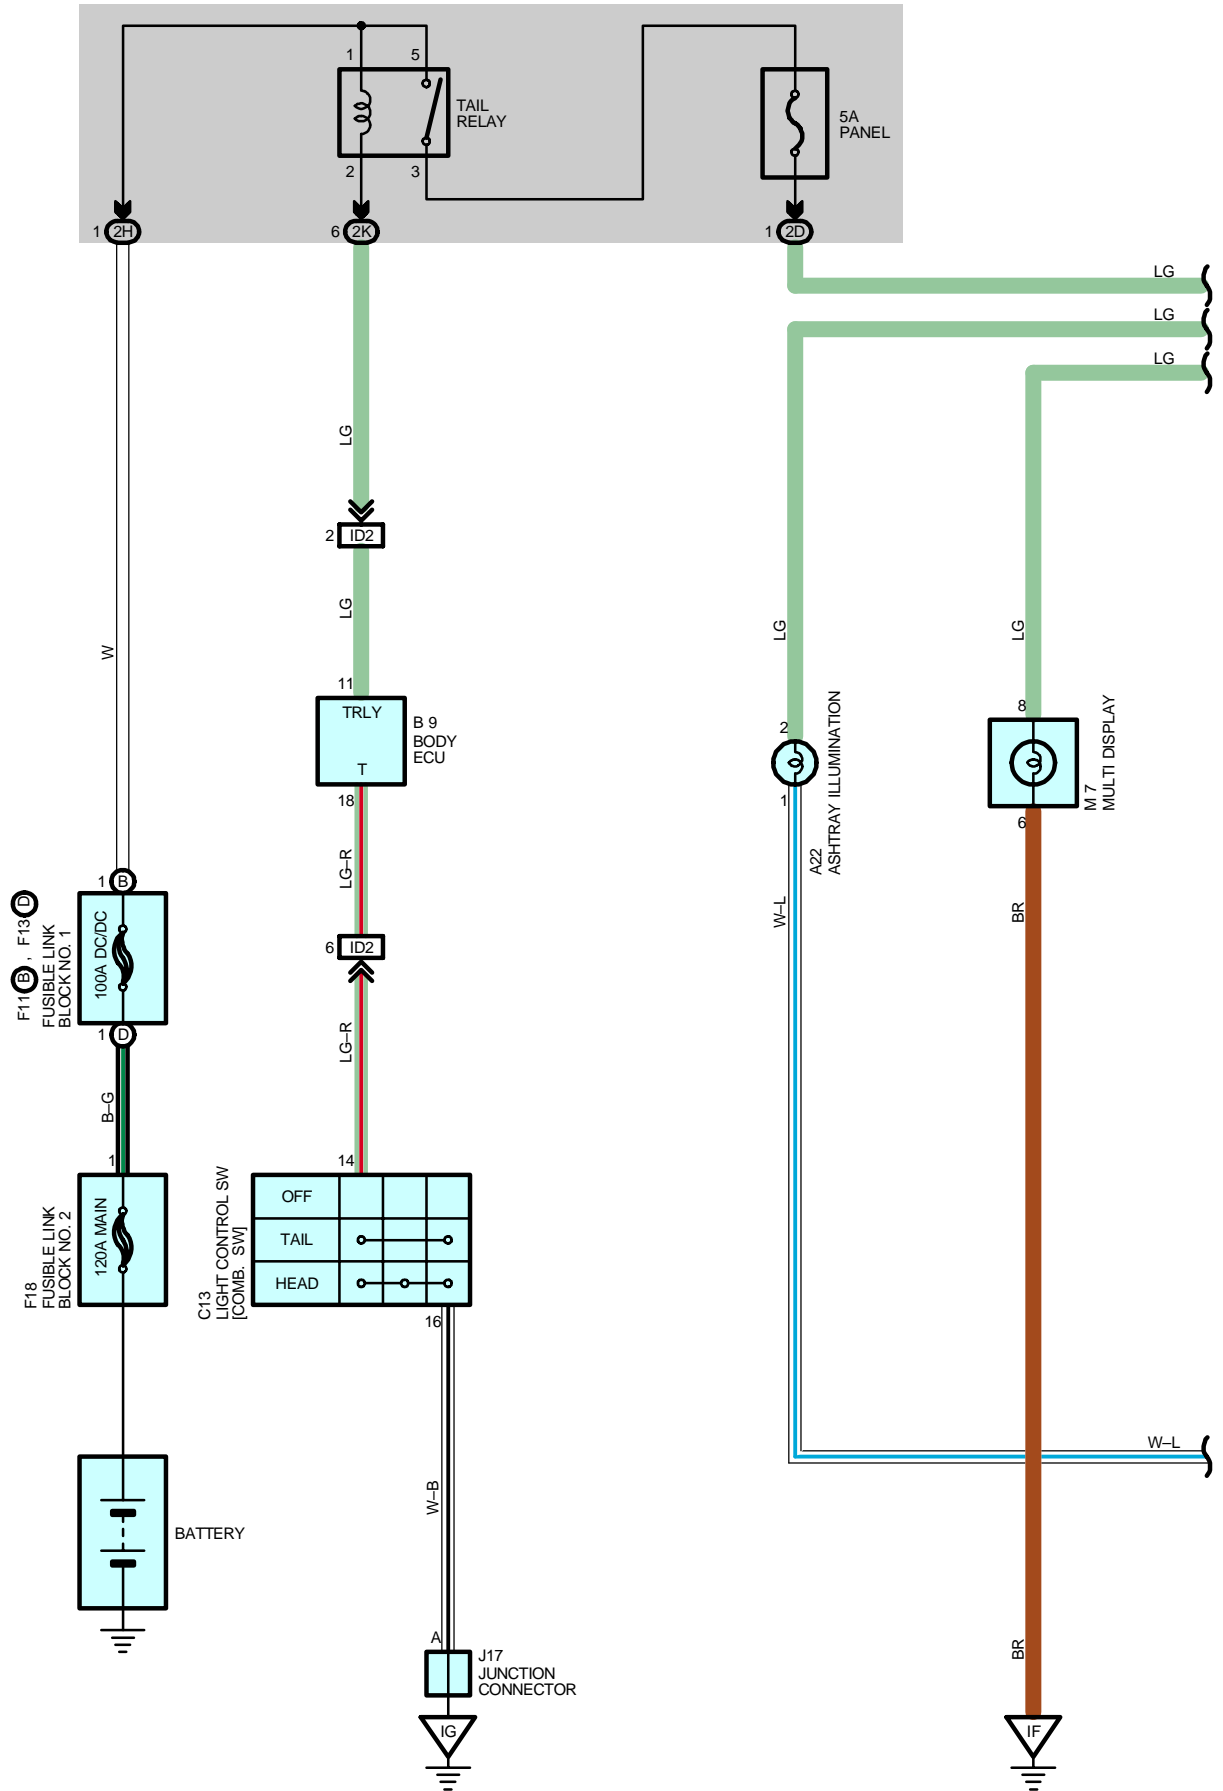 1
5
TAIL
RELAY
2
3
5A
PANEL
1 2H
6 2K
1 2D
LG
LG
LG
LG
2 ID2
LG
W
LG
LG
11
TRLY
B 9
BODY
ECU
T
18
2
1
A22
ASHTRAY ILLUMINATION
8
M 7
MULTI DISPLAY
6
LG–R
W–L
BR
1 B
F11 B , F13 D
FUSIBLE LINK
BLOCK NO. 1
100A DC/DC
1 D
6 ID2
LG–R
B–G
1
F18
FUSIBLE LINK
BLOCK NO. 2
120A MAIN
14
C13
LIGHT CONTROL SW
[COMB. SW]
OFF
TAIL
HEAD
16
W–L
W–B
BATTERY
A
J17
JUNCTION
CONNECTOR
IG
BR
IF